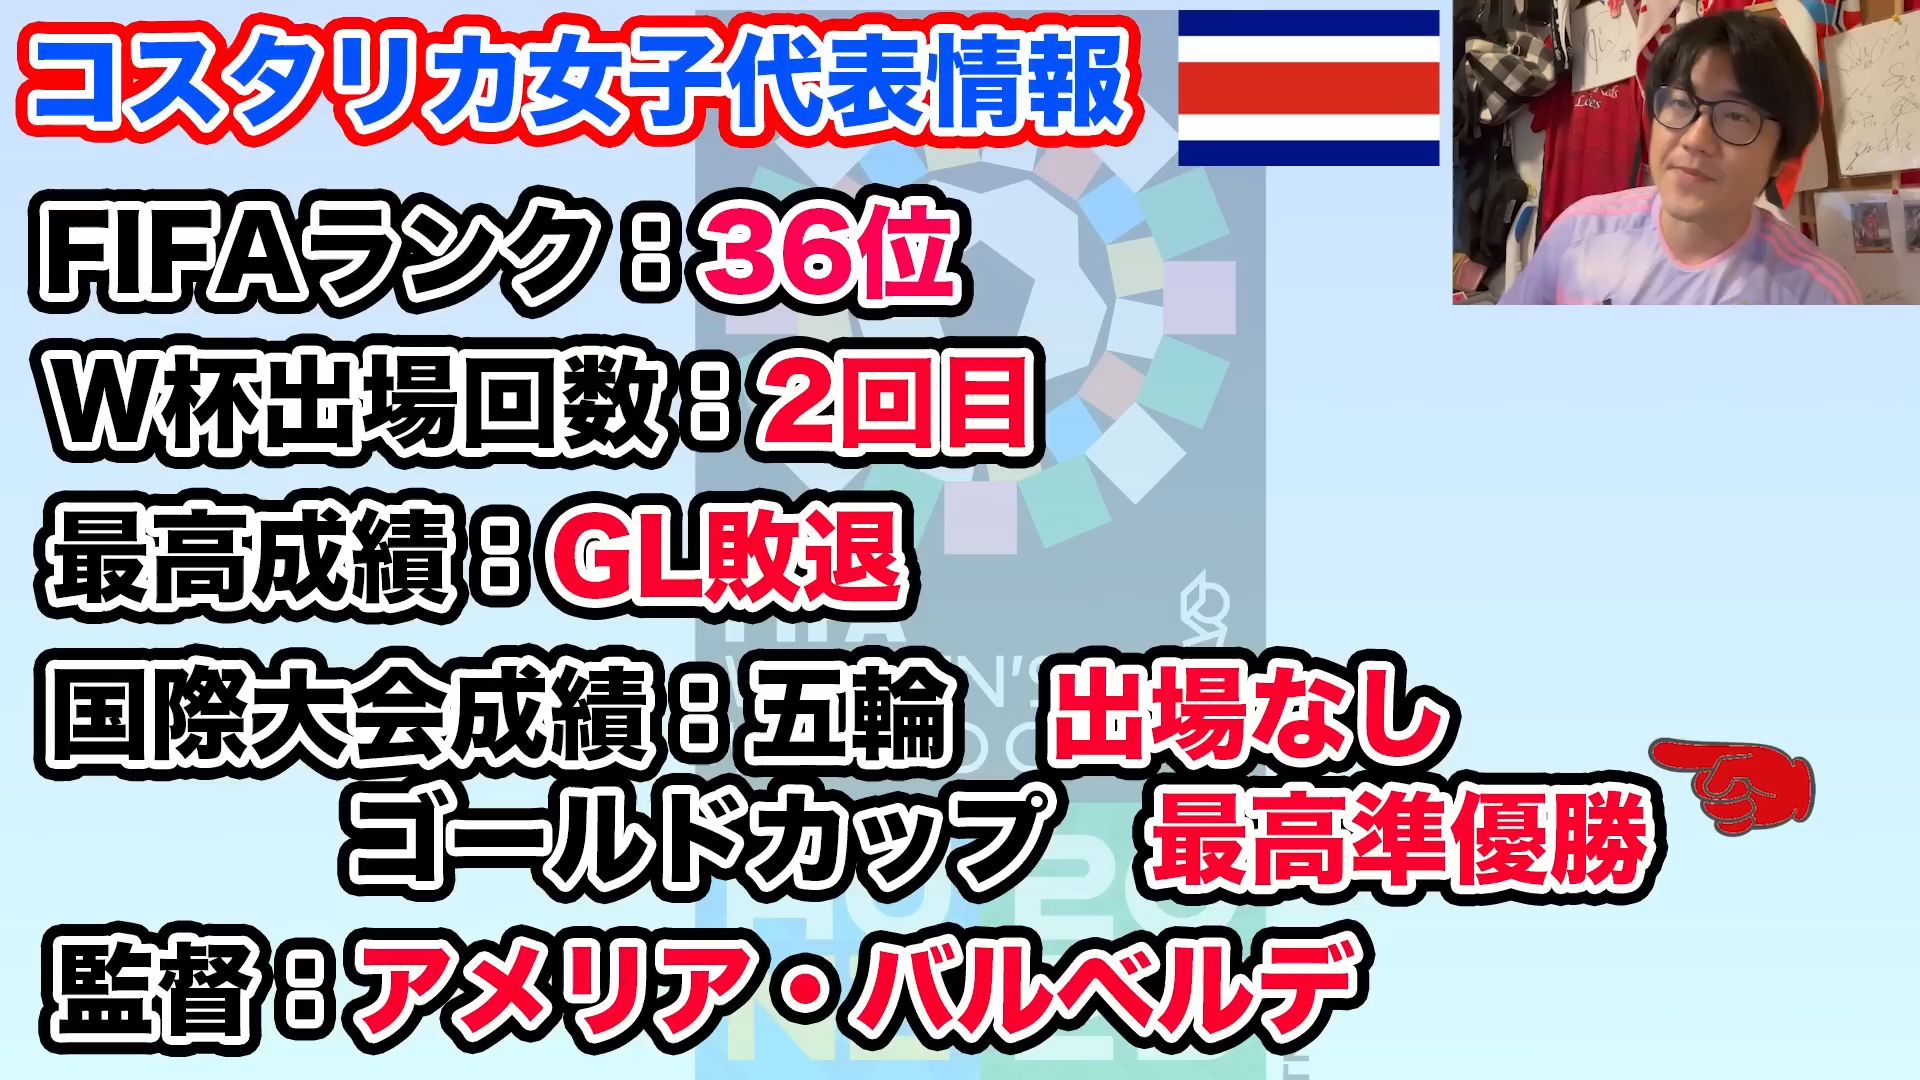 コスタリカ女子代表情報
FIFAランク：36位
W杯出場回数：2回目
最高成績：GL敗退
国際大会成績：五輪　出場なし
ゴールドカップ　最高準優勝
監督：アメリア・バルベルデ